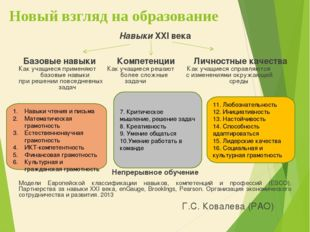 Новый взгляд на образование
Навыки XXI века
Базовые навыки
Как учащиеся применяют
базовые навыки
при решении повседневных
задач
Компетенции
Как учащиеся решают
более сложные
задачи
Личностные качества
Как учащиеся справляются
с изменениями окружающей
среды
1. Навыки чтения и письма
2. Математическая
грамотность
3. Естественнонаучная
грамотность
4. ИКТ-компетентность
5. Финансовая грамотность
6. Культурная и
гражданская грамотность
7. Критическое
мышление, решение задач
8. Креативность
9. Умение общаться
10.Умение работать в
команде
11. Любознательность
12. Инициативность
13. Настойчивость
14. Способность
адаптироваться
15. Лидерские качества
16. Социальная и
культурная грамотность
Непрерывное обучение
Модели Европейской классификации навыков, компетенций и профессий (ESCO),
Партнерства за навыки XXI века, enGauge, Brookings, Pearson. Организация экономического
сотрудничества и развития. 2013
Г.С. Ковалева (РАО)